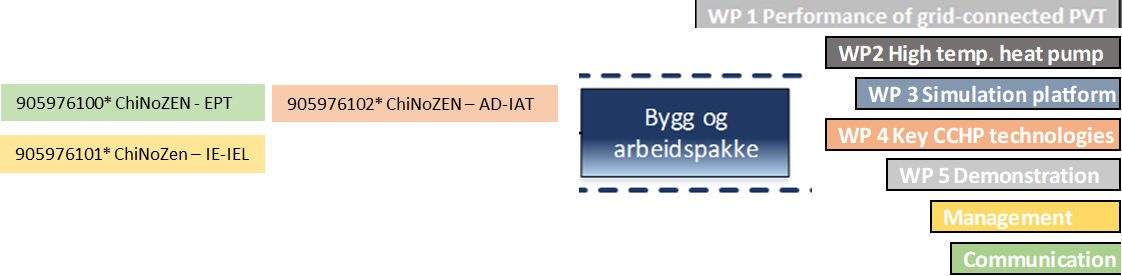 WP 1 Performance of grid-connected PVT
WP2 High temp. heat pump
905976100* ChiNoZEN - EPT
905976102* ChiNoZEN – AD-IAT
Bygg og
arbeidspakke
WP 3 Simulation platform
WP 4 Key CCHP technologies
905976101* ChiNoZen – IE-IEL
WP 5 Demonstration
Management
Communication